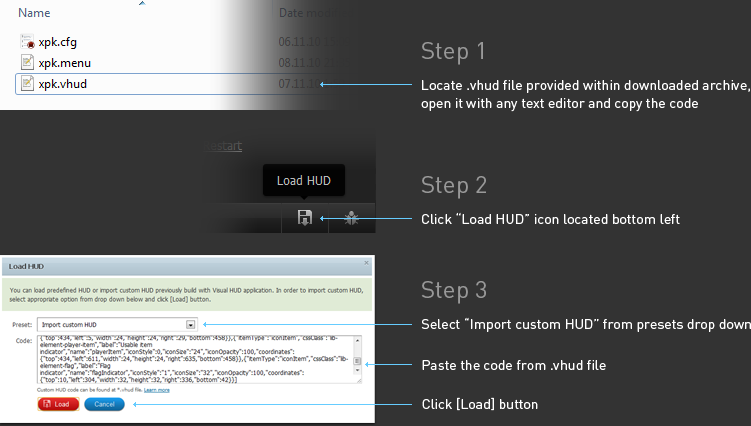 Name
Date mod
xpk.cfg
06.11.10 15
xpk.menu
08.11.10 21
xpk.vhud
07.11.10
Step 1
Locate .vhud file provided within downloaded archive,
open it with any text editor and copy the code
restart
Load HUD
Step 2
Click “Load HUD” icon located bottom left
Load HUD
You can load predefined HUD or import custom HUD previously build with Visual HUD application. In order to import custom HUD,
select appropriate option from drop down below and click [Load] button.
Preset:
Import custom HUD
Code:
{"top":434,"left":5,"width":24,"height":24,"right":29,"bottom":458}},{"itemType":"iconItem","cssClass":"lib-
element-player-item","label":"Usable item
indicator","name":"playerItem","iconStyle":0,"iconSize":"24","iconOpacity":100,"coordinates":
{"top":434,"left":611,"width":24,"height":24,"right":635,"bottom":458}},{"itemType":"iconItem","cssClass":"lib-
element-flag","label":"Flag
indicator","name":"flagIndicator","iconStyle":"1","iconSize":"32","iconOpacity":100,"coordinates":
{"top":10,"left":304,"width":32,"height":32,"right":336,"bottom":42}}]
Custom HUD code can be found at *.vhud file. Learn more
Load
Cancel
Step 3
Select “Import custom HUD” from presets drop down
Paste the code from .vhud file
Click [Load] button